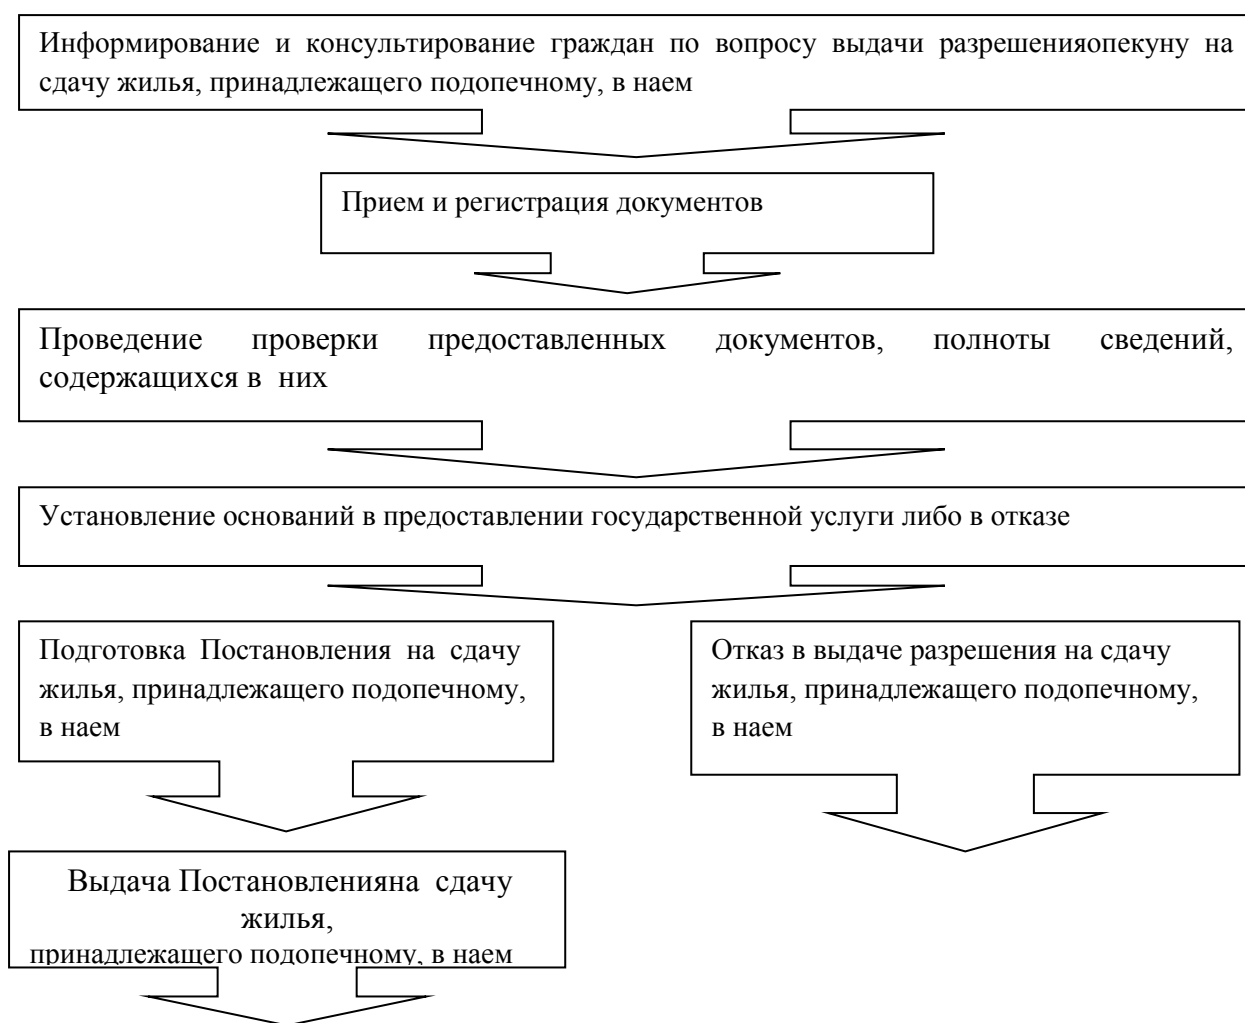 Информирование и консультирование граждан по вопросу выдачи разрешенияопекуну на
сдачу жилья, принадлежащего подопечному, в наем
Прием и регистрация документов
Проведение проверки предоставленных документов, полноты сведений,
содержащихся в них
Установление оснований в предоставлении государственной услуги либо в отказе
Подготовка Постановления на сдачу
жилья, принадлежащего подопечному,
в наем
Отказ в выдаче разрешения на сдачу
жилья, принадлежащего подопечному,
в наем
Выдача Постановленияна сдачу
жилья,
принадлежащего подопечному, в наем